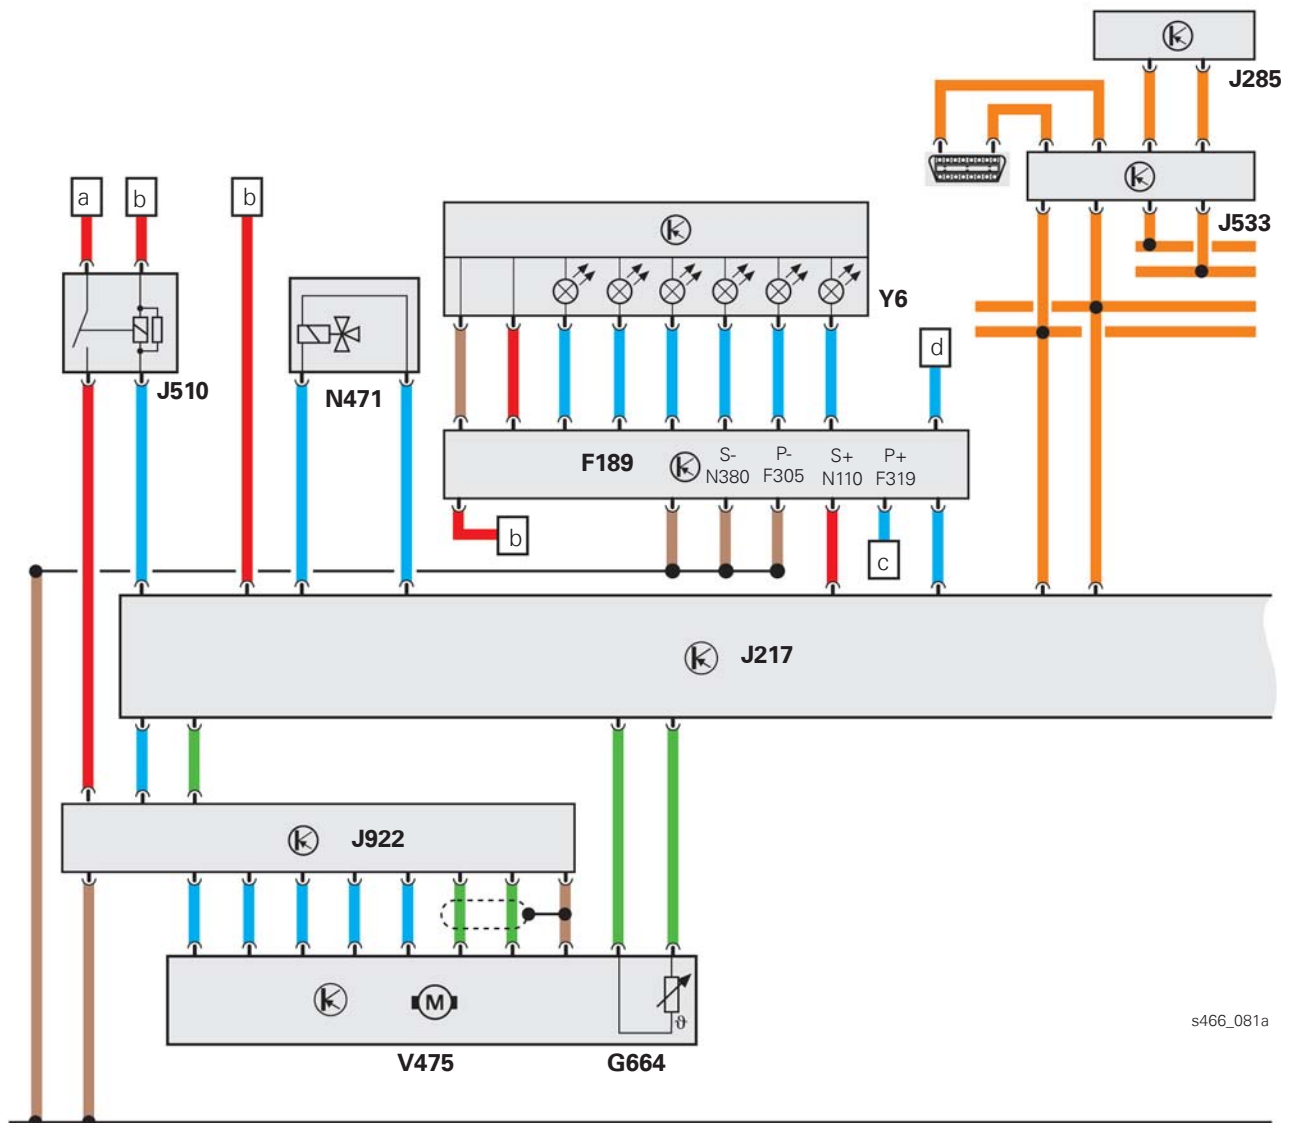 J285
a
b
b
J533
Y6
d
J510
N471
F189
S-
N380
P-
F305
S+
N110
P+
F319
b
c
J217
J922
M
ϑ
s466_081a
V475
G664